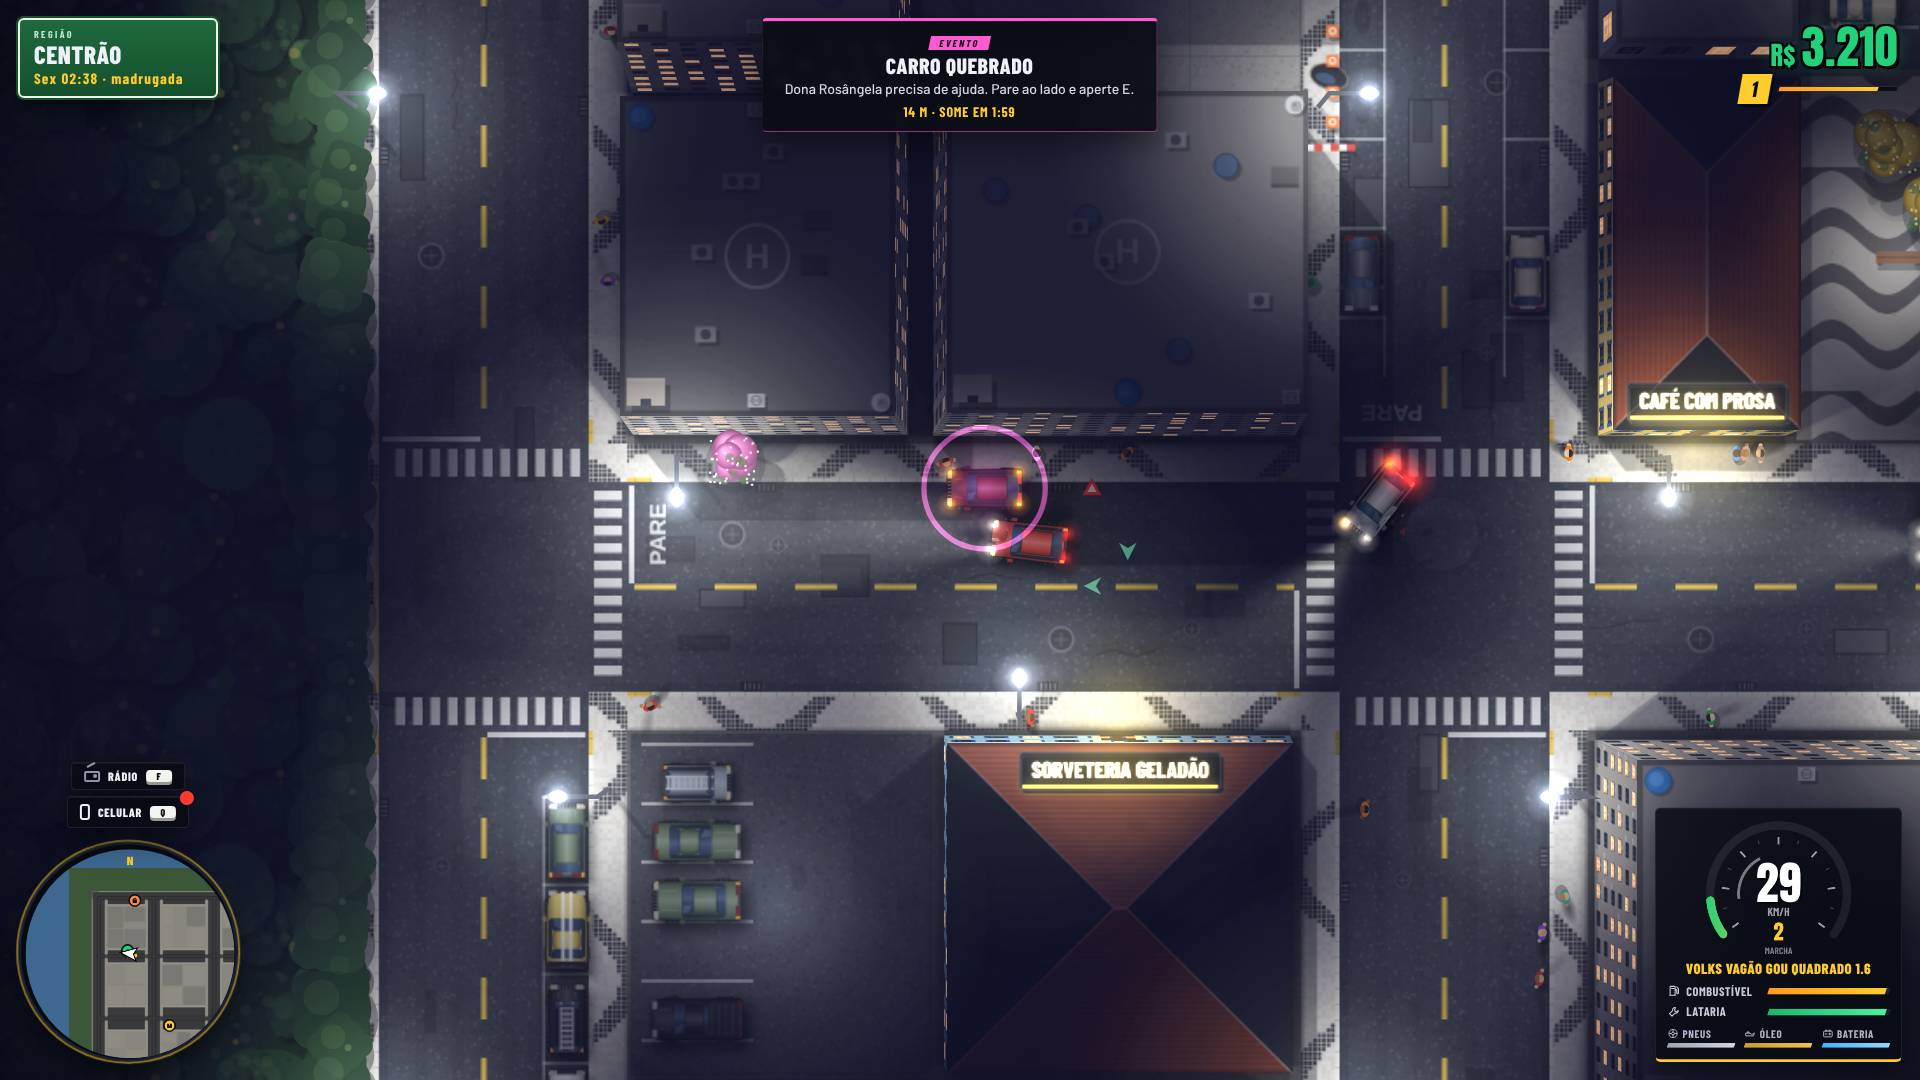 REGIÃO
CENTRÃO
Sex 02:38 · madrugada
EVENTO
CARRO QUEBRADO
Dona Rosângela precisa de ajuda. Pare ao lado e aperte E.
14 M · SOME EM 1:59
R$ 3.210
1
H
H
PARE
CAFÉ COM PROSA
PARE
SORVETERIA GELADÃO
RÁDIO F
CELULAR Q
N
29
KM/H
2
MARCHA
VOLKS VAGÃO GOU QUADRADO 1.6
COMBUSTÍVEL
LATARIA
PNEUS ÓLEO BATERIA